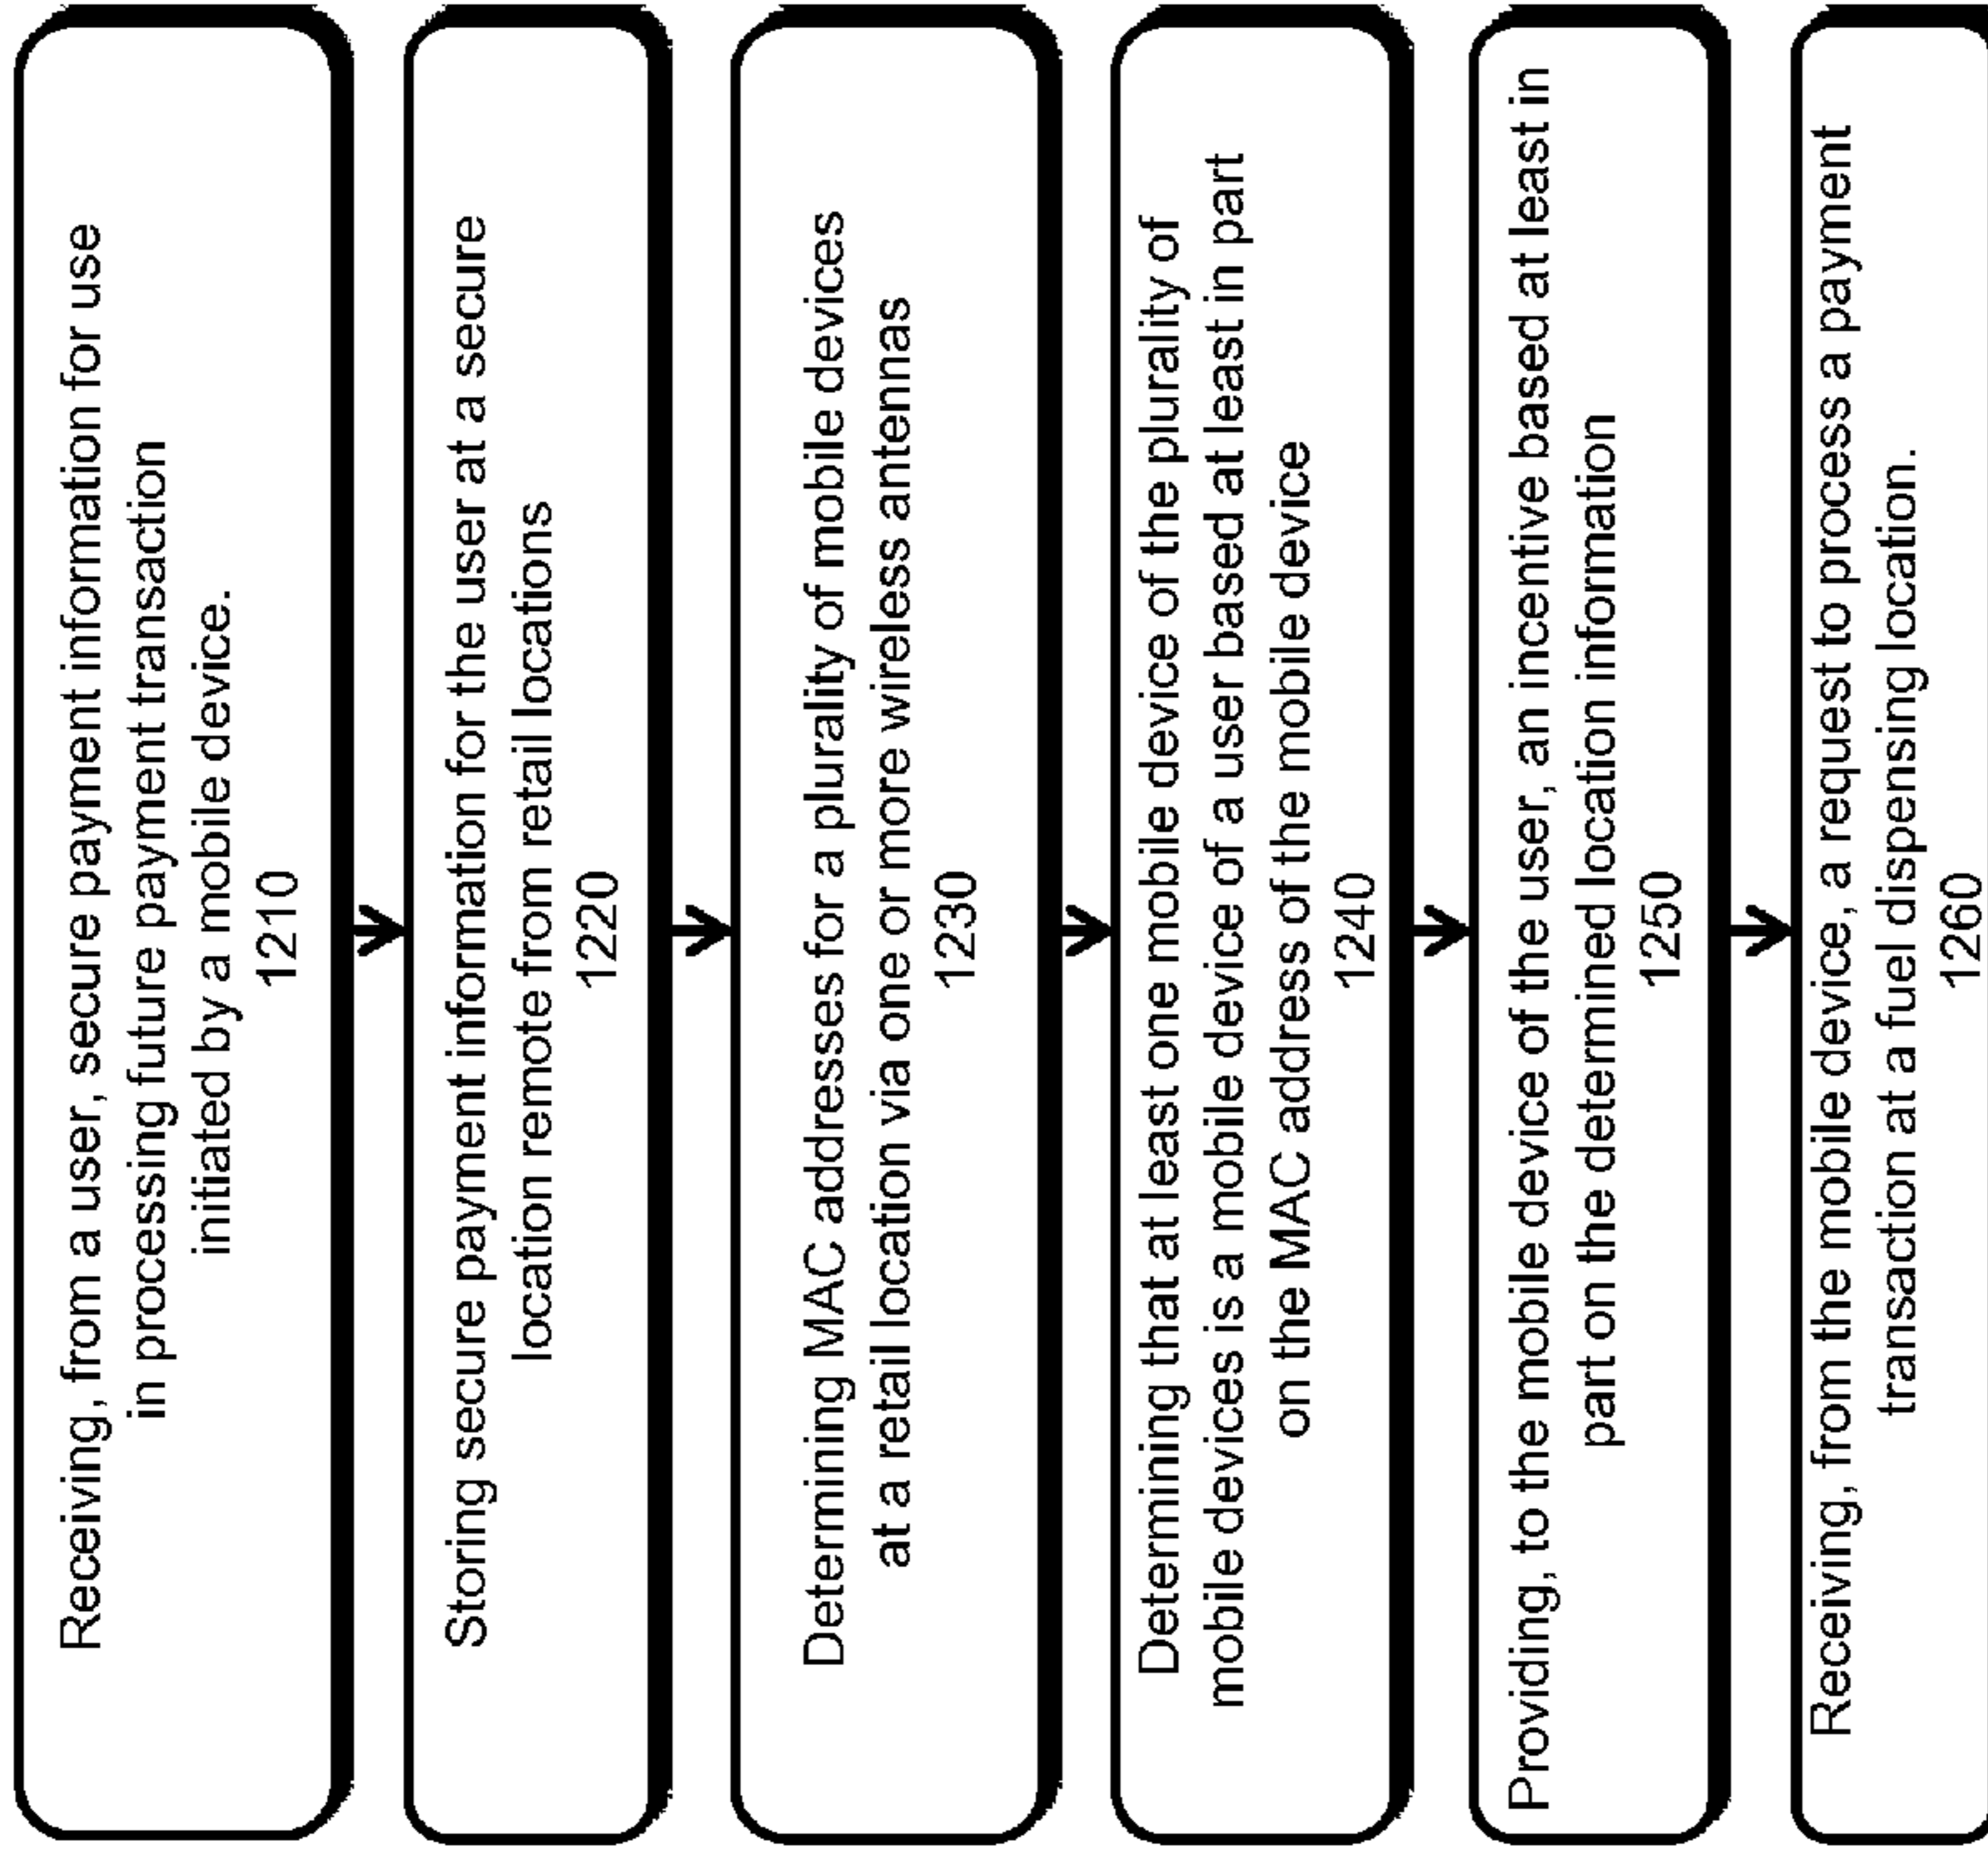 Receiving, from a user, secure payment information for use
in processing future payment transaction
initiated by a mobile device.
1210
Storing secure payment information for the user at a secure
location remote from retail locations
1220
Determining MAC addresses for a plurality of mobile devices
at a retail location via one or more wireless antennas
1230
Determining that at least one mobile device of the plurality of
mobile devices is a mobile device of a user based at least in part
on the MAC address of the mobile device
1240
Providing, to the mobile device of the user, an incentive based at least in
part on the determined location information
1250
Receiving, from the mobile device, a request to process a payment
transaction at a fuel dispensing location.
1260